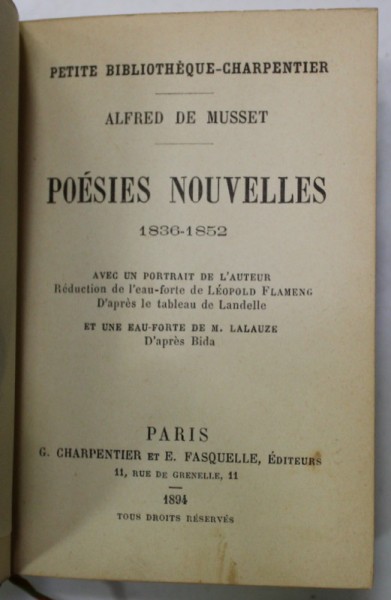 PETITE BIBLIOTHÈQUE-CHARPENTIER
ALFRED DE MUSSET
POÉSIES NOUVELLES
1836-1852
AVEC UN PORTRAIT DE L'AUTEUR
Réduction de l'eau-forte de LÉOPOLD FLAMENG
D'après le tableau de Landelle
ET UNE EAU-FORTE DE M. LALAUZE
D'après Bida
PARIS
G. CHARPENTIER ET E. FASQUELLE, ÉDITEURS
11, RUE DE GRENELLE, 11
1894
TOUS DROITS RÉSERVÉS